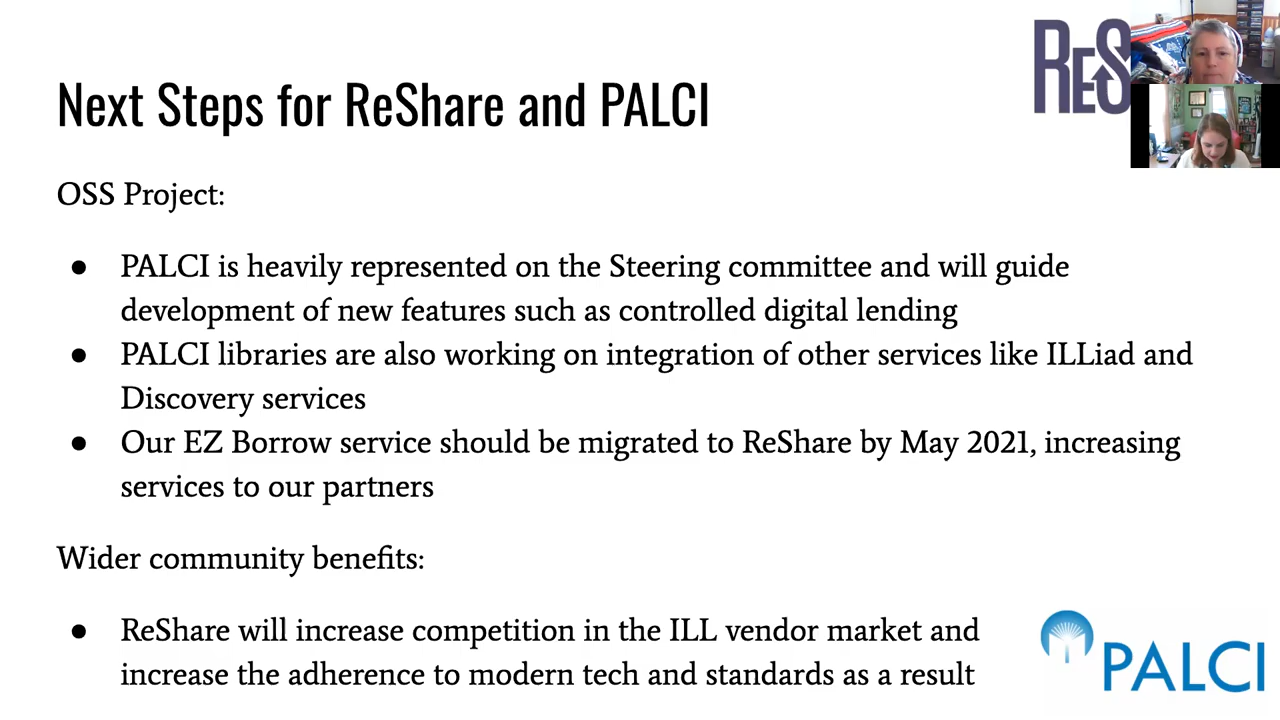 ReS
Next Steps for ReShare and PALCI
OSS Project:
● PALCI is heavily represented on the Steering committee and will guide
development of new features such as controlled digital lending
● PALCI libraries are also working on integration of other services like ILLiad and
Discovery services
● Our EZ Borrow service should be migrated to ReShare by May 2021, increasing
services to our partners
Wider community benefits:
● ReShare will increase competition in the ILL vendor market and
increase the adherence to modern tech and standards as a result
PALCI